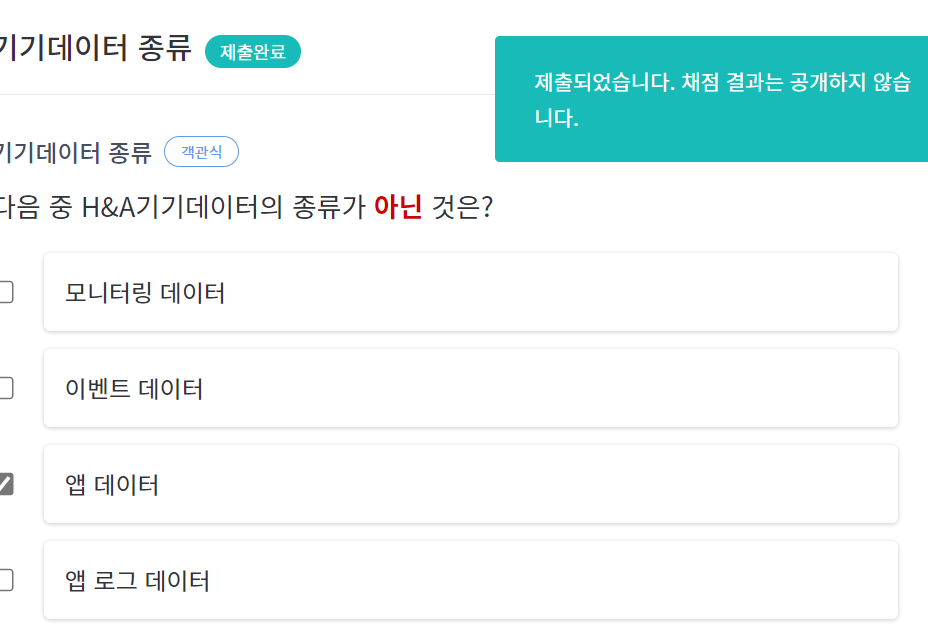 기기데이터 종류 제출완료
제출되었습니다. 채점 결과는 공개하지 않습
니다.
기기데이터 종류 객관식
다음 중 H&A기기데이터의 종류가 아닌 것은?
모니터링 데이터
이벤트 데이터
앱 데이터
앱 로그 데이터